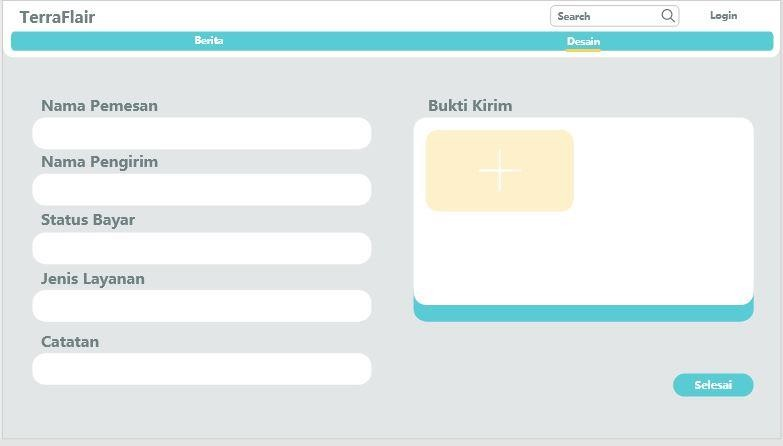 TerraFlair
Search
Login
Berita
Desain
Nama Pemesan
Nama Pengirim
Status Bayar
Jenis Layanan
Catatan
Bukti Kirim
Selesai